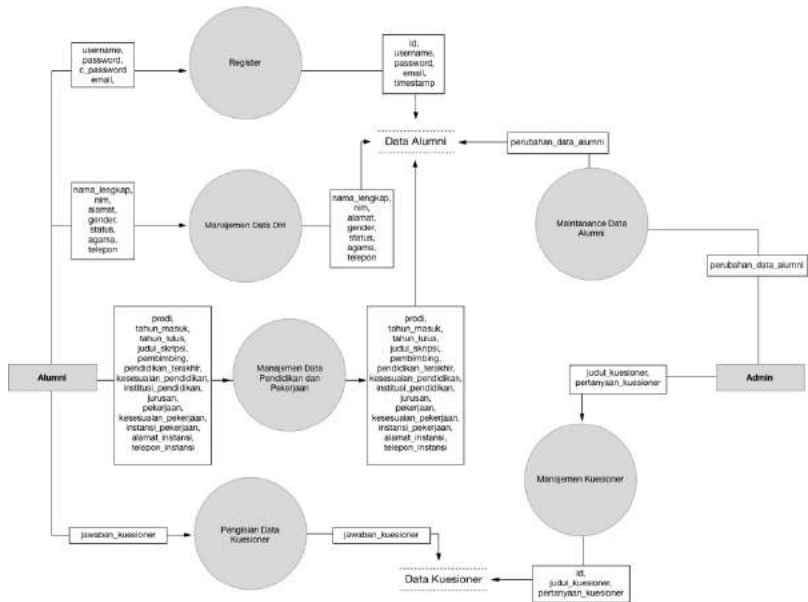 username,
password,
c_password
email,
Register
id,
username,
password,
email,
timestamp
Data Alumni
perubahan_data_alumni
nama_lengkap,
nim,
alamat,
gender,
status,
agama,
telepon
Manajemen Data Diri
nama_lengkap,
nim,
alamat,
gender,
status,
agama,
telepon
Maintanance Data
Alumni
perubahan_data_alumni
Alumni
prodi,
tahun_masuk,
tahun_lulus,
judul_skripsi,
pembimbing,
pendidikan_terakhir,
kesesuaian_pendidikan,
institusi_pendidikan,
jurusan,
pekerjaan,
kesesuaian_pekerjaan,
instansi_pekerjaan,
alamat_instansi,
telepon_instansi
Manajemen Data
Pendidikan dan
Pekerjaan
prodi,
tahun_masuk,
tahun_lulus,
judul_skripsi,
pembimbing,
pendidikan_terakhir,
kesesuaian_pendidikan,
institusi_pendidikan,
jurusan,
pekerjaan,
kesesuaian_pekerjaan,
instansi_pekerjaan,
alamat_instansi,
telepon_instansi
judul_kuesioner,
pertanyaan_kuesioner
Admin
Manajemen Kuesioner
jawaban_kuesioner
Pengisian Data
Kuesioner
jawaban_kuesioner
Data Kuesioner
id,
judul_kuesioner,
pertanyaan_kuesioner